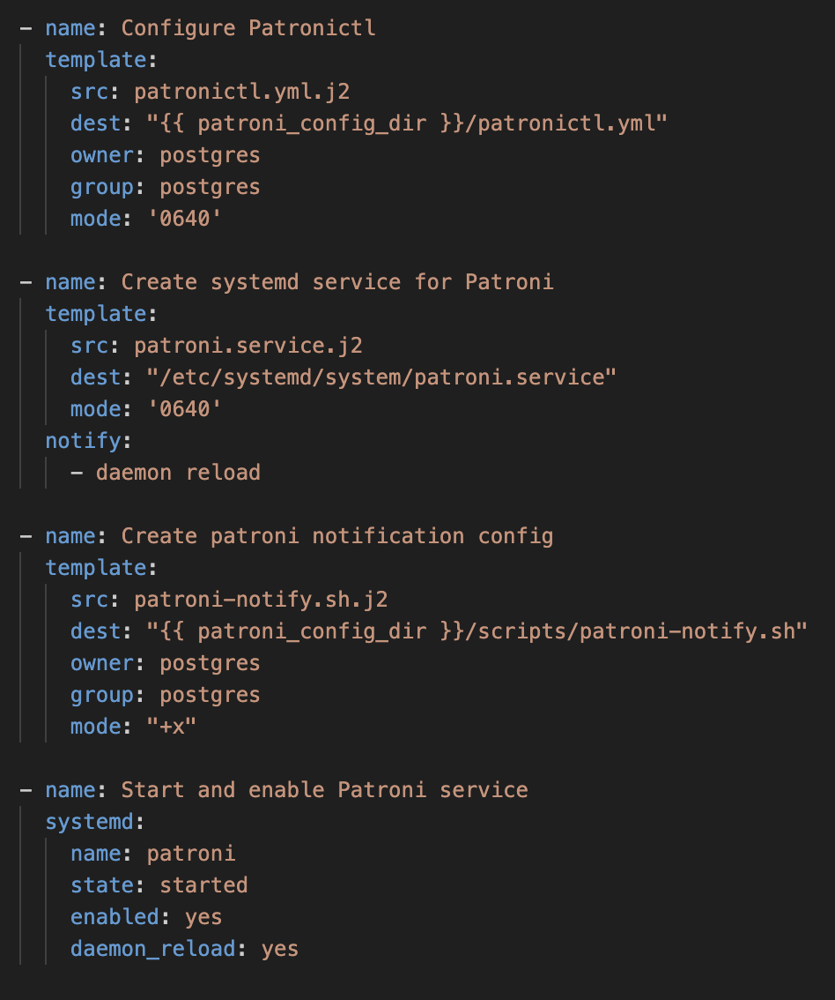 - name: Configure Patronictl
  template:
    src: patronictl.yml.j2
    dest: "{{ patroni_config_dir }}/patronictl.yml"
    owner: postgres
    group: postgres
    mode: '0640'

- name: Create systemd service for Patroni
  template:
    src: patroni.service.j2
    dest: "/etc/systemd/system/patroni.service"
    mode: '0640'
  notify:
    - daemon reload

- name: Create patroni notification config
  template:
    src: patroni-notify.sh.j2
    dest: "{{ patroni_config_dir }}/scripts/patroni-notify.sh"
    owner: postgres
    group: postgres
    mode: "+x"

- name: Start and enable Patroni service
  systemd:
    name: patroni
    state: started
    enabled: yes
    daemon_reload: yes